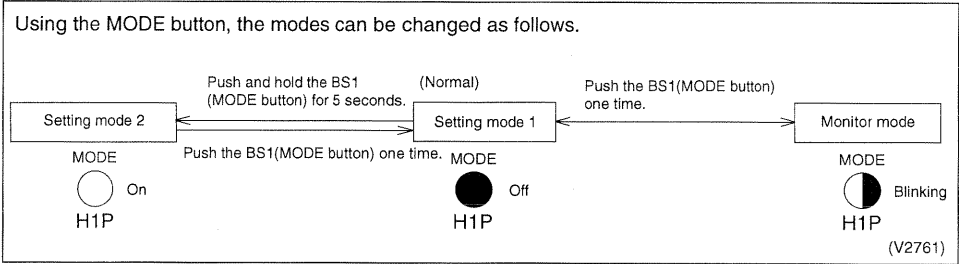 Using the MODE button, the modes can be changed as follows.
Push and hold the BS1
(MODE button) for 5 seconds.
(Normal)
Push the BS1(MODE button)
one time.
Setting mode 2
Setting mode 1
Monitor mode
Push the BS1(MODE button) one time.
MODE
On
H1P
MODE
Off
H1P
MODE
Blinking
H1P
(V2761)